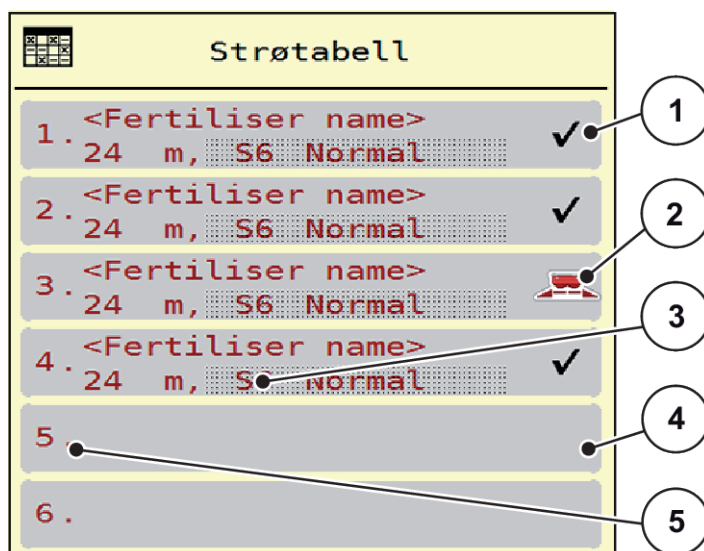 Strøtabell
1. <Fertiliser name>
24 m, S6 Normal
2. <Fertiliser name>
24 m, S6 Normal
3. <Fertiliser name>
24 m, S6 Normal
4. <Fertiliser name>
24 m, S6 Normal
5.
6.
1
2
3
4
5